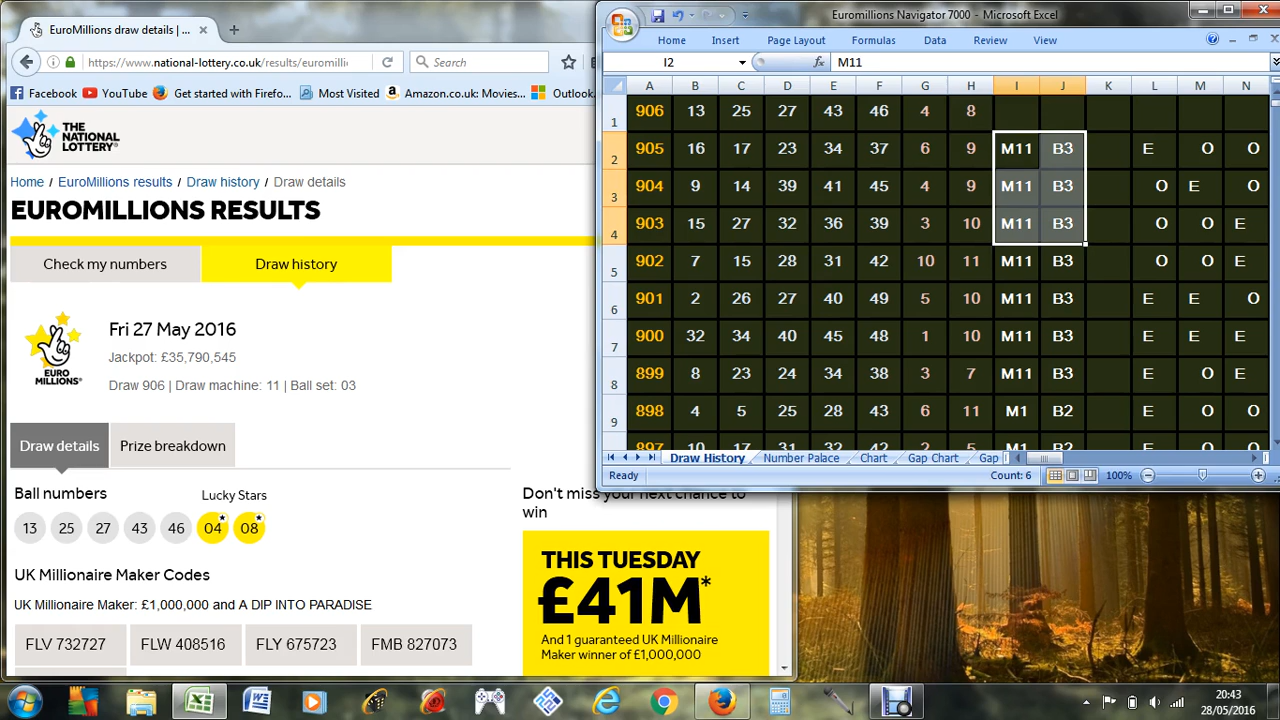 EuroMillions draw details | ...
https://www.national-lottery.co.uk/results/euromilli
Search
Facebook YouTube Get started with Firefo... Most Visited Amazon.co.uk: Movies... Outlook.
THE
NATIONAL
LOTTERY
Home EuroMillions results Draw history Draw details
EUROMILLIONS RESULTS
Check my numbers Draw history
EURO
MILLIONS
Fri 27 May 2016
Jackpot: £35,790,545
Draw 906 | Draw machine: 11 | Ball set: 03
Draw details Prize breakdown
Ball numbers Lucky Stars
13 25 27 43 46 04 08
UK Millionaire Maker Codes
UK Millionaire Maker: £1,000,000 and A DIP INTO PARADISE
FLV 732727 FLW 408516 FLY 675723 FMB 827073
Don't miss your next chance to
win
THIS TUESDAY
£41M*
And 1 guaranteed UK Millionaire
Maker winner of £1,000,000
Euromillions Navigator 7000 - Microsoft Excel
Home Insert Page Layout Formulas Data Review View
I2 fx M11
A B C D E F G H I J K L M N
1 906 13 25 27 43 46 4 8
2 905 16 17 23 34 37 6 9 M11 B3 E O O
3 904 9 14 39 41 45 4 9 M11 B3 O E O
4 903 15 27 32 36 39 3 10 M11 B3 O O E
5 902 7 15 28 31 42 10 11 M11 B3 O O E
6 901 2 26 27 40 49 5 10 M11 B3 E E O
7 900 32 34 40 45 48 1 10 M11 B3 E E E
8 899 8 23 24 34 38 3 7 M11 B3 E O E
9 898 4 5 25 28 43 6 11 M1 B2 E O O
897 10 17 31 32 42 2 5 M1 B2 E O O
Draw History Number Palace Chart Gap Chart Gap
Ready Count: 6 100%
20:43
28/05/2016